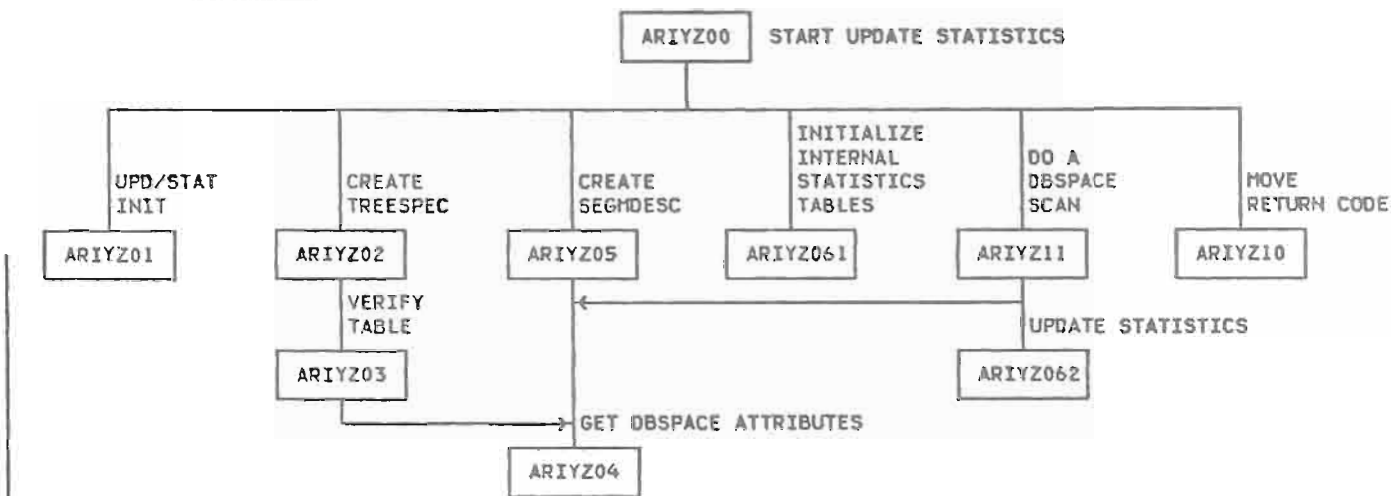 ARIYZ00 START UPDATE STATISTICS
UPD/STAT
INIT
CREATE
TREESPEC
CREATE
SEGMDESC
INITIALIZE
INTERNAL
STATISTICS
TABLES
DO A
DBSPACE
SCAN
MOVE
RETURN CODE
ARIYZ01
ARIYZ02
ARIYZ05
ARIYZ061
ARIYZ11
ARIYZ10
VERIFY
TABLE
UPDATE STATISTICS
ARIYZ03
ARIYZ062
GET DBSPACE ATTRIBUTES
ARIYZ04